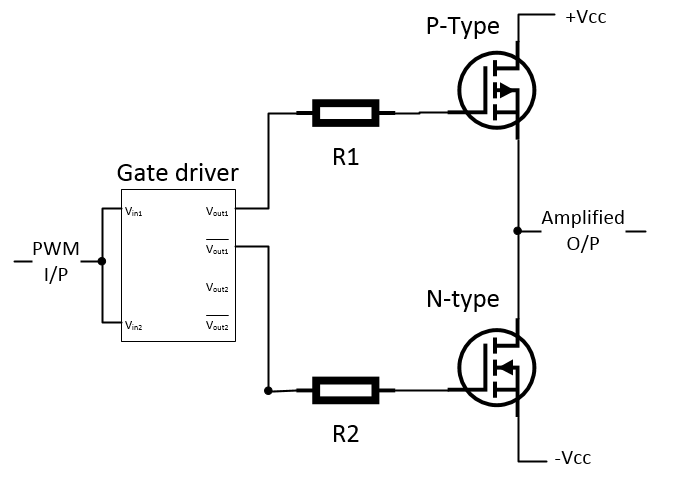 P-Type
+Vcc
R1
Gate driver
Vin1
Vout1
PWM
I/P
Vout1
Vout2
Vin2
Vout2
Amplified
O/P
N-type
R2
-Vcc